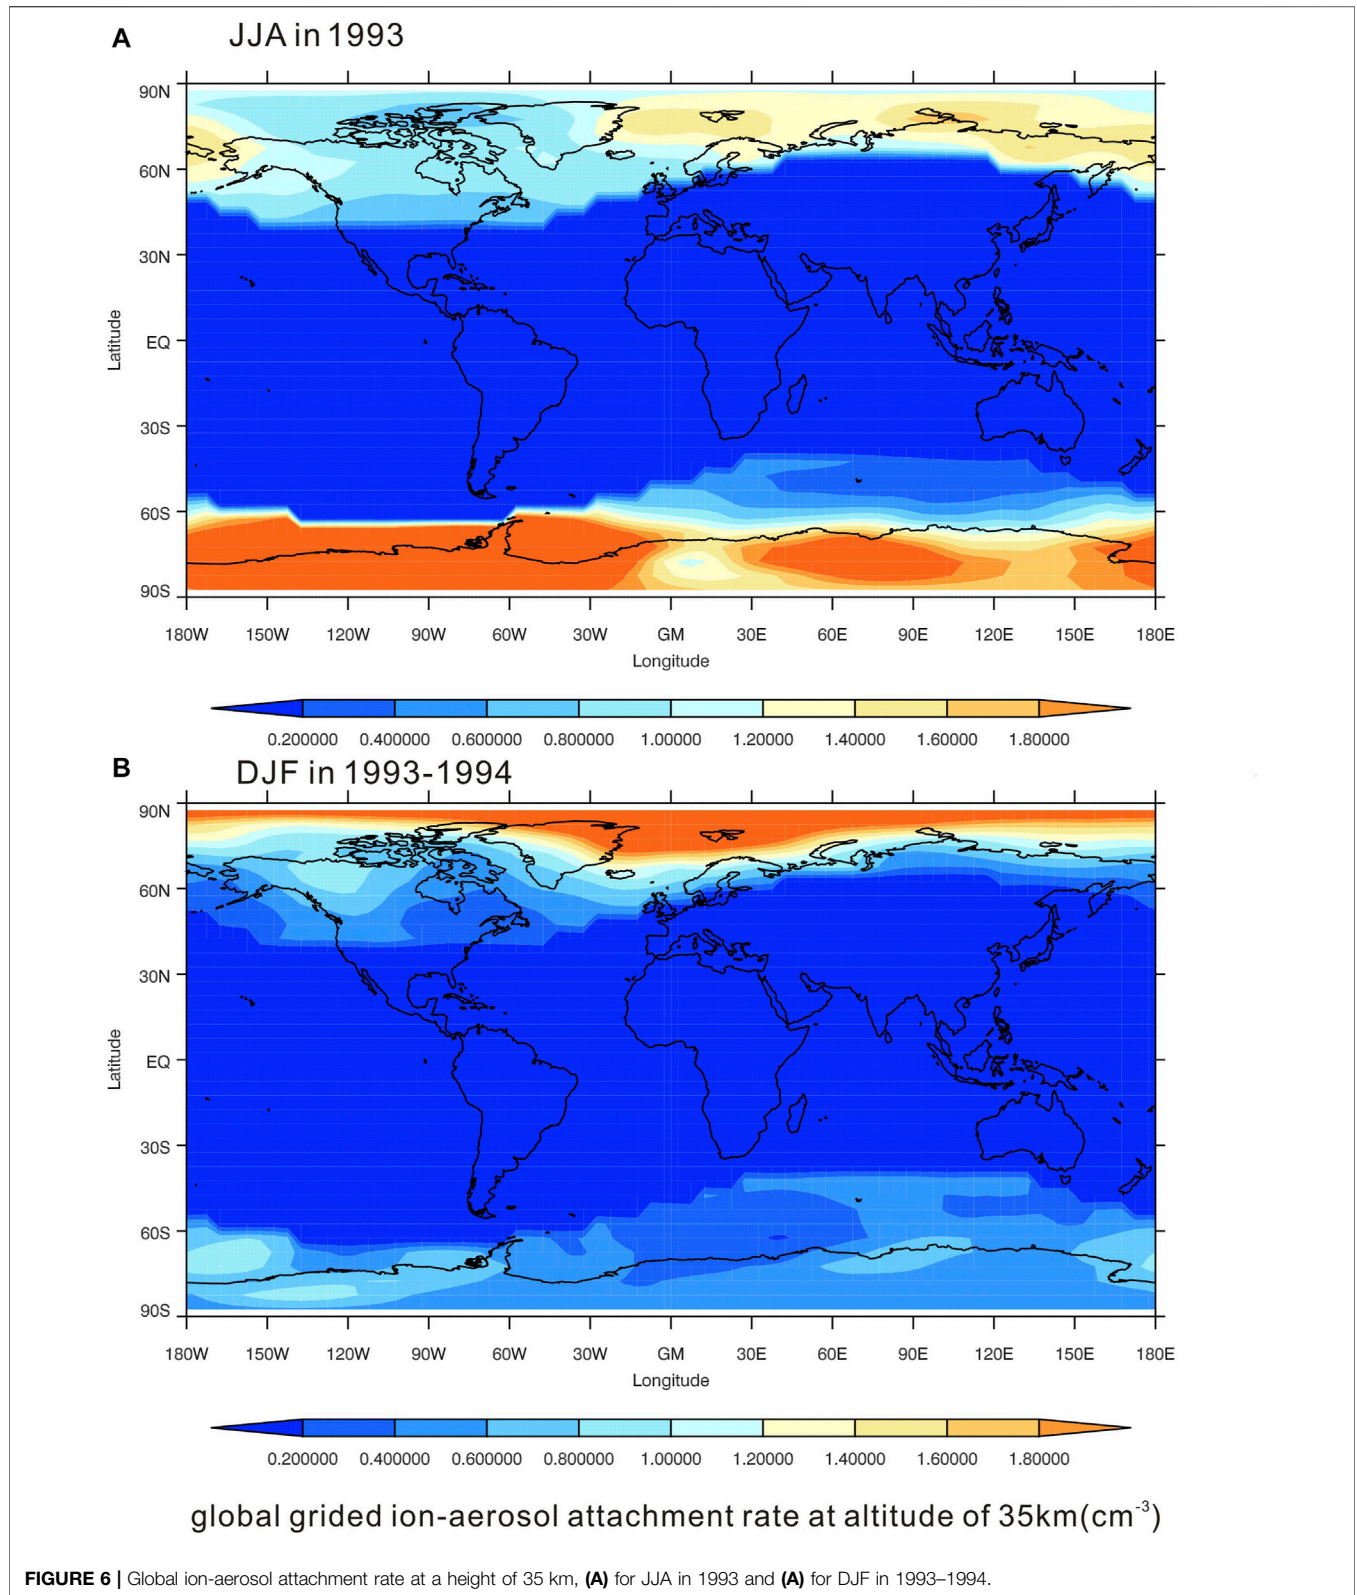 A
JJA in 1993
90N
60N
30N
EQ
30S
60S
90S
Latitude
180W 150W 120W 90W 60W 30W GM 30E 60E 90E 120E 150E 180E
Longitude
0.200000 0.400000 0.600000 0.800000 1.00000 1.20000 1.40000 1.60000 1.80000
B
DJF in 1993-1994
90N
60N
30N
EQ
30S
60S
90S
Latitude
180W 150W 120W 90W 60W 30W GM 30E 60E 90E 120E 150E 180E
Longitude
0.200000 0.400000 0.600000 0.800000 1.00000 1.20000 1.40000 1.60000 1.80000
global grided ion-aerosol attachment rate at altitude of 35km(cm⁻³)
FIGURE 6 | Global ion-aerosol attachment rate at a height of 35 km, (A) for JJA in 1993 and (A) for DJF in 1993–1994.